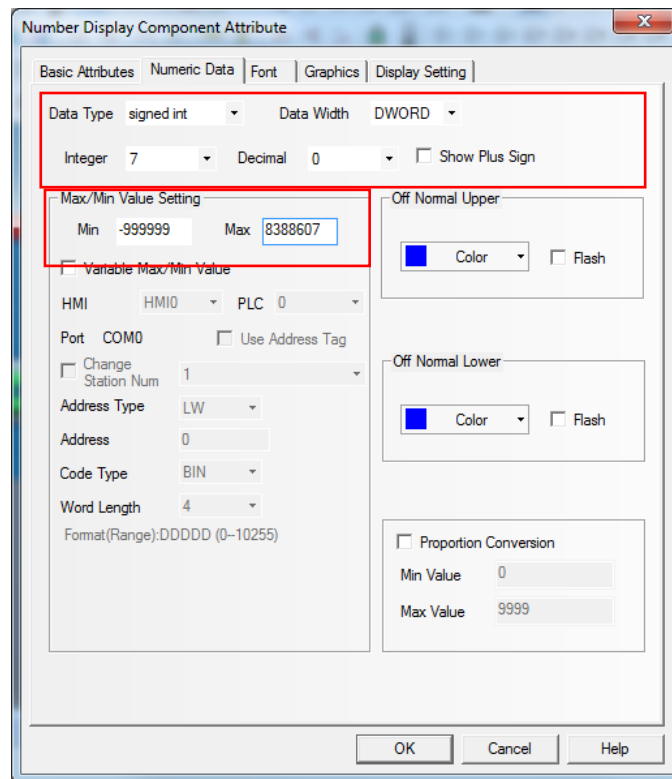 Number Display Component Attribute
X
Basic Attributes Numeric Data Font Graphics Display Setting
Data Type signed int Data Width DWORD
Integer 7 Decimal 0 Show Plus Sign
Max/Min Value Setting
Min -999999 Max 8388607
Variable Max/Min Value
HMI HMI0 PLC 0
Port COM0 Use Address Tag
Change
Station Num 1
Address Type LW
Address 0
Code Type BIN
Word Length 4
Format(Range):DDDDD (0--10255)
Off Normal Upper
Color Flash
Off Normal Lower
Color Flash
Proportion Conversion
Min Value 0
Max Value 9999
OK Cancel Help